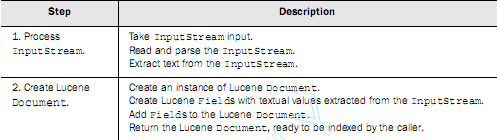 Step Description
1. Process Take InputStream input.
InputStream. Read and parse the InputStream.
Extract text from the InputStream.
2. Create Lucene Create an instance of Lucene Document.
Document. Create Lucene Fields with textual values extracted from the InputStream.
Add Fields to the Lucene Document.
Return the Lucene Document, ready to be indexed by the caller.